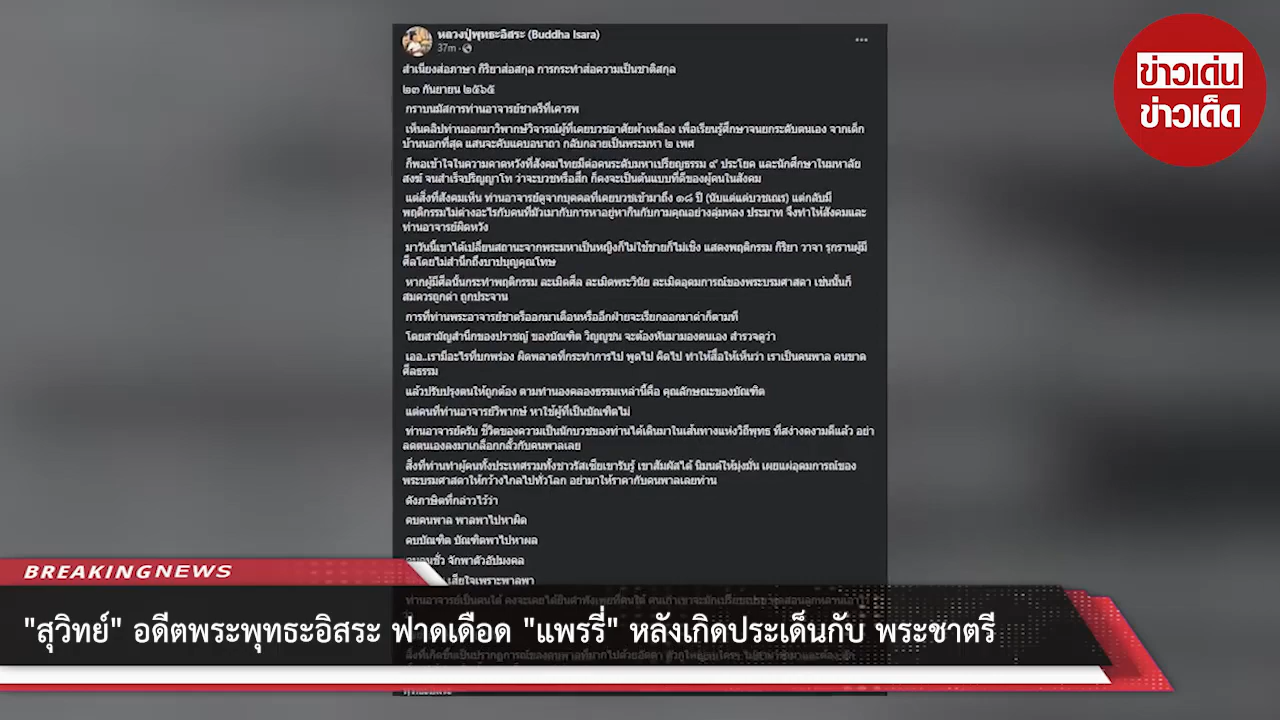 หลวงปู่พุทธะอิสระ (Buddha Isara)
37m
ข่าวเด่น
ข่าวเด็ด
สำเนียงส่อภาษา กิริยาส่อสกุล การกระทำส่อความเป็นชาติสกุล
๒๓ กันยายน ๒๕๖๕
กราบนมัสการท่านอาจารย์ชาตรีที่เคารพ
เห็นคลิปท่านออกมาวิพากษ์วิจารณ์ผู้ที่เคยบวชอาศัยผ้าเหลือง เพื่อเรียนรู้ศึกษาจนยกระดับตนเอง จากเด็ก
บ้านนอกที่สุด แสนจะคับแคบอนาถา กลับกลายเป็นพระมหา ๒ เพศ
ก็พอเข้าใจในความคาดหวังที่สังคมไทยมีต่อคนระดับมหาเปรียญธรรม ๙ ประโยค และนักศึกษาในมหาลัย
สงฆ์ จนสำเร็จปริญญาโท ว่าจะบวชหรือสึก ก็คงจะเป็นต้นแบบที่ดีของผู้คนในสังคม
แต่สิ่งที่สังคมเห็น ท่านอาจารย์ดูจากบุคคลที่เคยบวชเข้ามาถึง ๑๘ ปี (นับแต่แต่บวชเณร) แต่กลับมี
พฤติกรรมไม่ต่างอะไรกับคนที่มัวเมากับการหาอยู่หากินกับกามคุณอย่างลุ่มหลง ประมาท จึงทำให้สังคมและ
ท่านอาจารย์ผิดหวัง
มาวันนี้เขาได้เปลี่ยนสถานะจากพระมหาเป็นหญิงก็ไม่ใช่ชายก็ไม่เชิง แสดงพฤติกรรม กิริยา วาจา รุกรานผู้มี
ศีลโดยไม่สำนึกถึงบาปบุญคุณโทษ
หากผู้มีศีลนั้นกระทำพฤติกรรม ละเมิดศีล ละเมิดพระวินัย ละเมิดอุดมการณ์ของพระบรมศาสดา เช่นนั้นก็
สมควรถูกด่า ถูกประจาน
การที่ท่านพระอาจารย์ชาตรีออกมาเตือนหรืออีกฝ่ายจะเรียกออกมาด่าก็ตามที
โดยสามัญสำนึกของปราชญ์ ของบัณฑิต วิญญูชน จะต้องหันมามองตนเอง สำรวจดูว่า
เออ..เรามีอะไรที่บกพร่อง ผิดพลาดที่กระทำการไป พูดไป คิดไป ทำให้สื่อให้เห็นว่า เราเป็นคนพาล คนขาด
ศีลธรรม
แล้วปรับปรุงตนให้ถูกต้อง ตามทำนองคลองธรรมเหล่านี้คือ คุณลักษณะของบัณฑิต
แต่คนที่ท่านอาจารย์วิพากษ์ หาใช่ผู้ที่เป็นบัณฑิตไม่
ท่านอาจารย์ครับ ชีวิตของความเป็นนักบวชของท่านได้เดินมาในเส้นทางแห่งวิถีพุทธ ที่สง่างดงามดีแล้ว อย่า
ลดตนเองลงมาเกลือกกลั้วกับคนพาลเลย
สิ่งที่ท่านทำผู้คนทั้งประเทศรวมทั้งชาวรัสเซียเขารับรู้ เขาสัมผัสได้ นิมนต์ให้มุ่งมั่น เผยแผ่อุดมการณ์ของ
พระบรมศาสดาให้กว้างไกลไปทั่วโลก อย่ามาให้ราคากับคนพาลเลยท่าน
ดังภาษิตที่กล่าวไว้ว่า
คบคนพาล พาลพาไปหาผิด
คบบัณฑิต บัณฑิตพาไปหาผล
คบคนชั่ว จักพาตัวอัปมงคล
เสียใจเพราะพาลพา
BREAKINGNEWS
"สุวิทย์" อดีตพระพุทธะอิสระ ฟาดเดือด "แพรรี่" หลังเกิดประเด็นกับ พระชาตรี